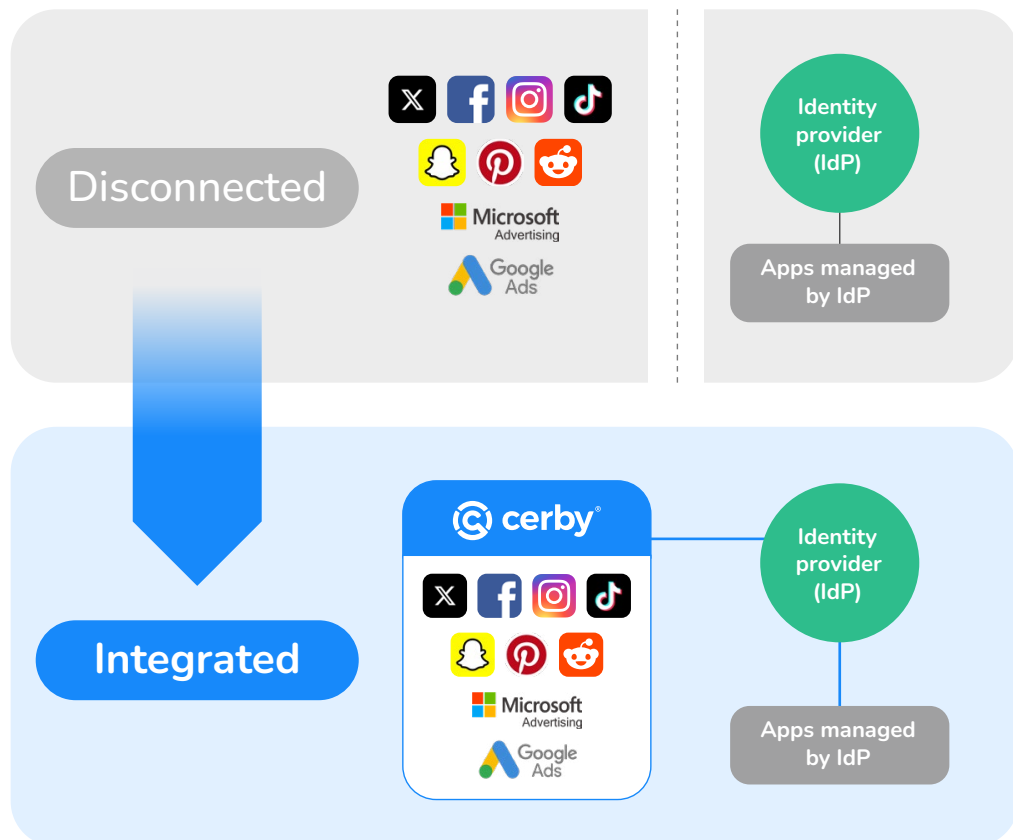 Disconnected
Microsoft
Advertising
Google
Ads
Identity
provider
(IdP)
Apps managed
by IdP
cerby®
Integrated
Microsoft
Advertising
Google
Ads
Identity
provider
(IdP)
Apps managed
by IdP